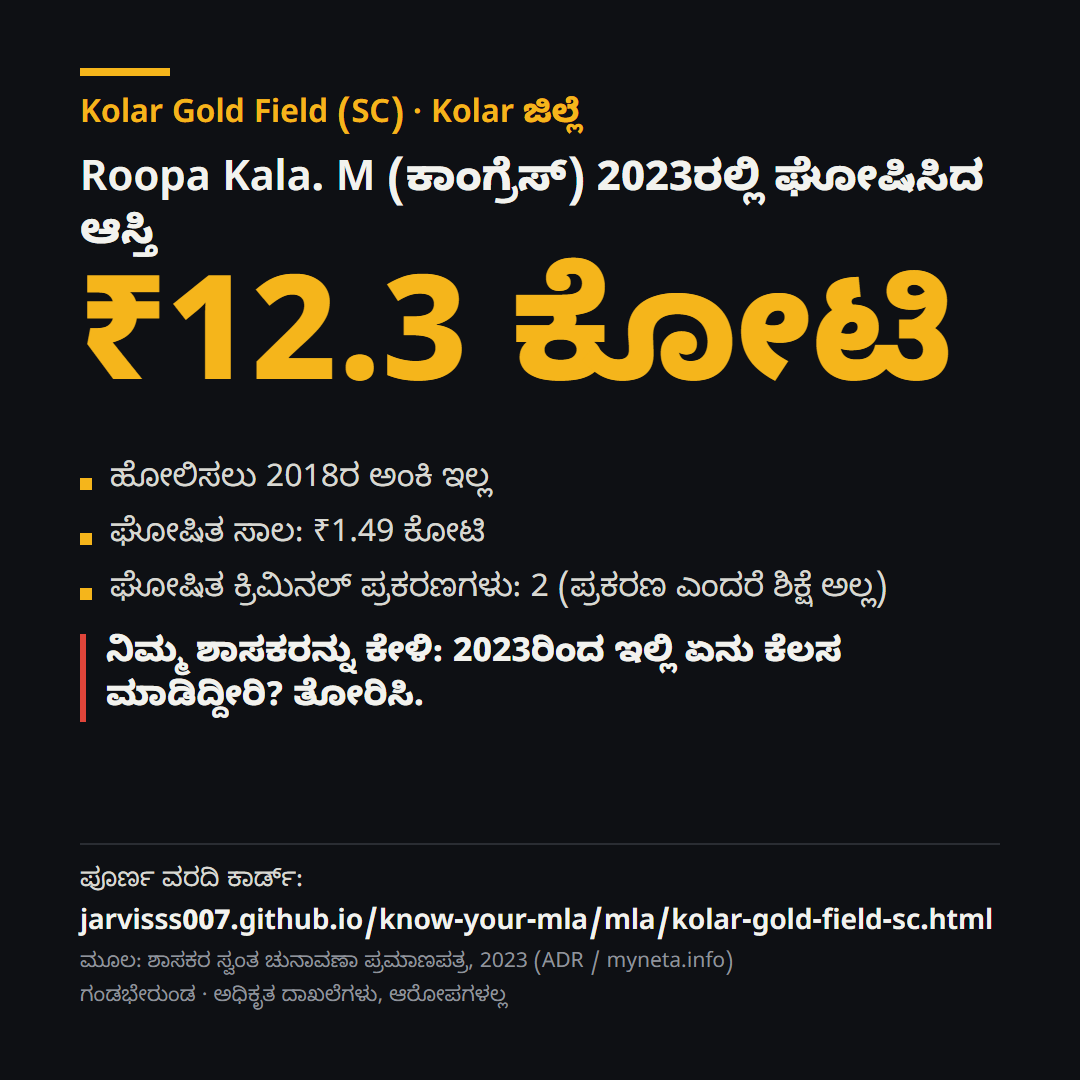 Kolar Gold Field (SC) · Kolar ಜಿಲ್ಲೆ
Roopa Kala. M (ಕಾಂಗ್ರೆಸ್) 2023ರಲ್ಲಿ ಘೋಷಿಸಿದ
ಆಸ್ತಿ
₹12.3 ಕೋಟಿ
ಹೋಲಿಸಲು 2018ರ ಅಂಕಿ ಇಲ್ಲ
ಘೋಷಿತ ಸಾಲ: ₹1.49 ಕೋಟಿ
ಘೋಷಿತ ಕ್ರಿಮಿನಲ್ ಪ್ರಕರಣಗಳು: 2 (ಪ್ರಕರಣ ಎಂದರೆ ಶಿಕ್ಷೆ ಅಲ್ಲ)
ನಿಮ್ಮ ಶಾಸಕರನ್ನು ಕೇಳಿ: 2023ರಿಂದ ಇಲ್ಲಿ ಏನು ಕೆಲಸ
ಮಾಡಿದ್ದೀರಿ? ತೋರಿಸಿ.
ಪೂರ್ಣ ವರದಿ ಕಾರ್ಡ್:
jarvisss007.github.io/know-your-mla/mla/kolar-gold-field-sc.html
ಮೂಲ: ಶಾಸಕರ ಸ್ವಂತ ಚುನಾವಣಾ ಪ್ರಮಾಣಪತ್ರ, 2023 (ADR / myneta.info)
ಗಂಡಭೇರುಂಡ · ಅಧಿಕೃತ ದಾಖಲೆಗಳು, ಆರೋಪಗಳಲ್ಲ